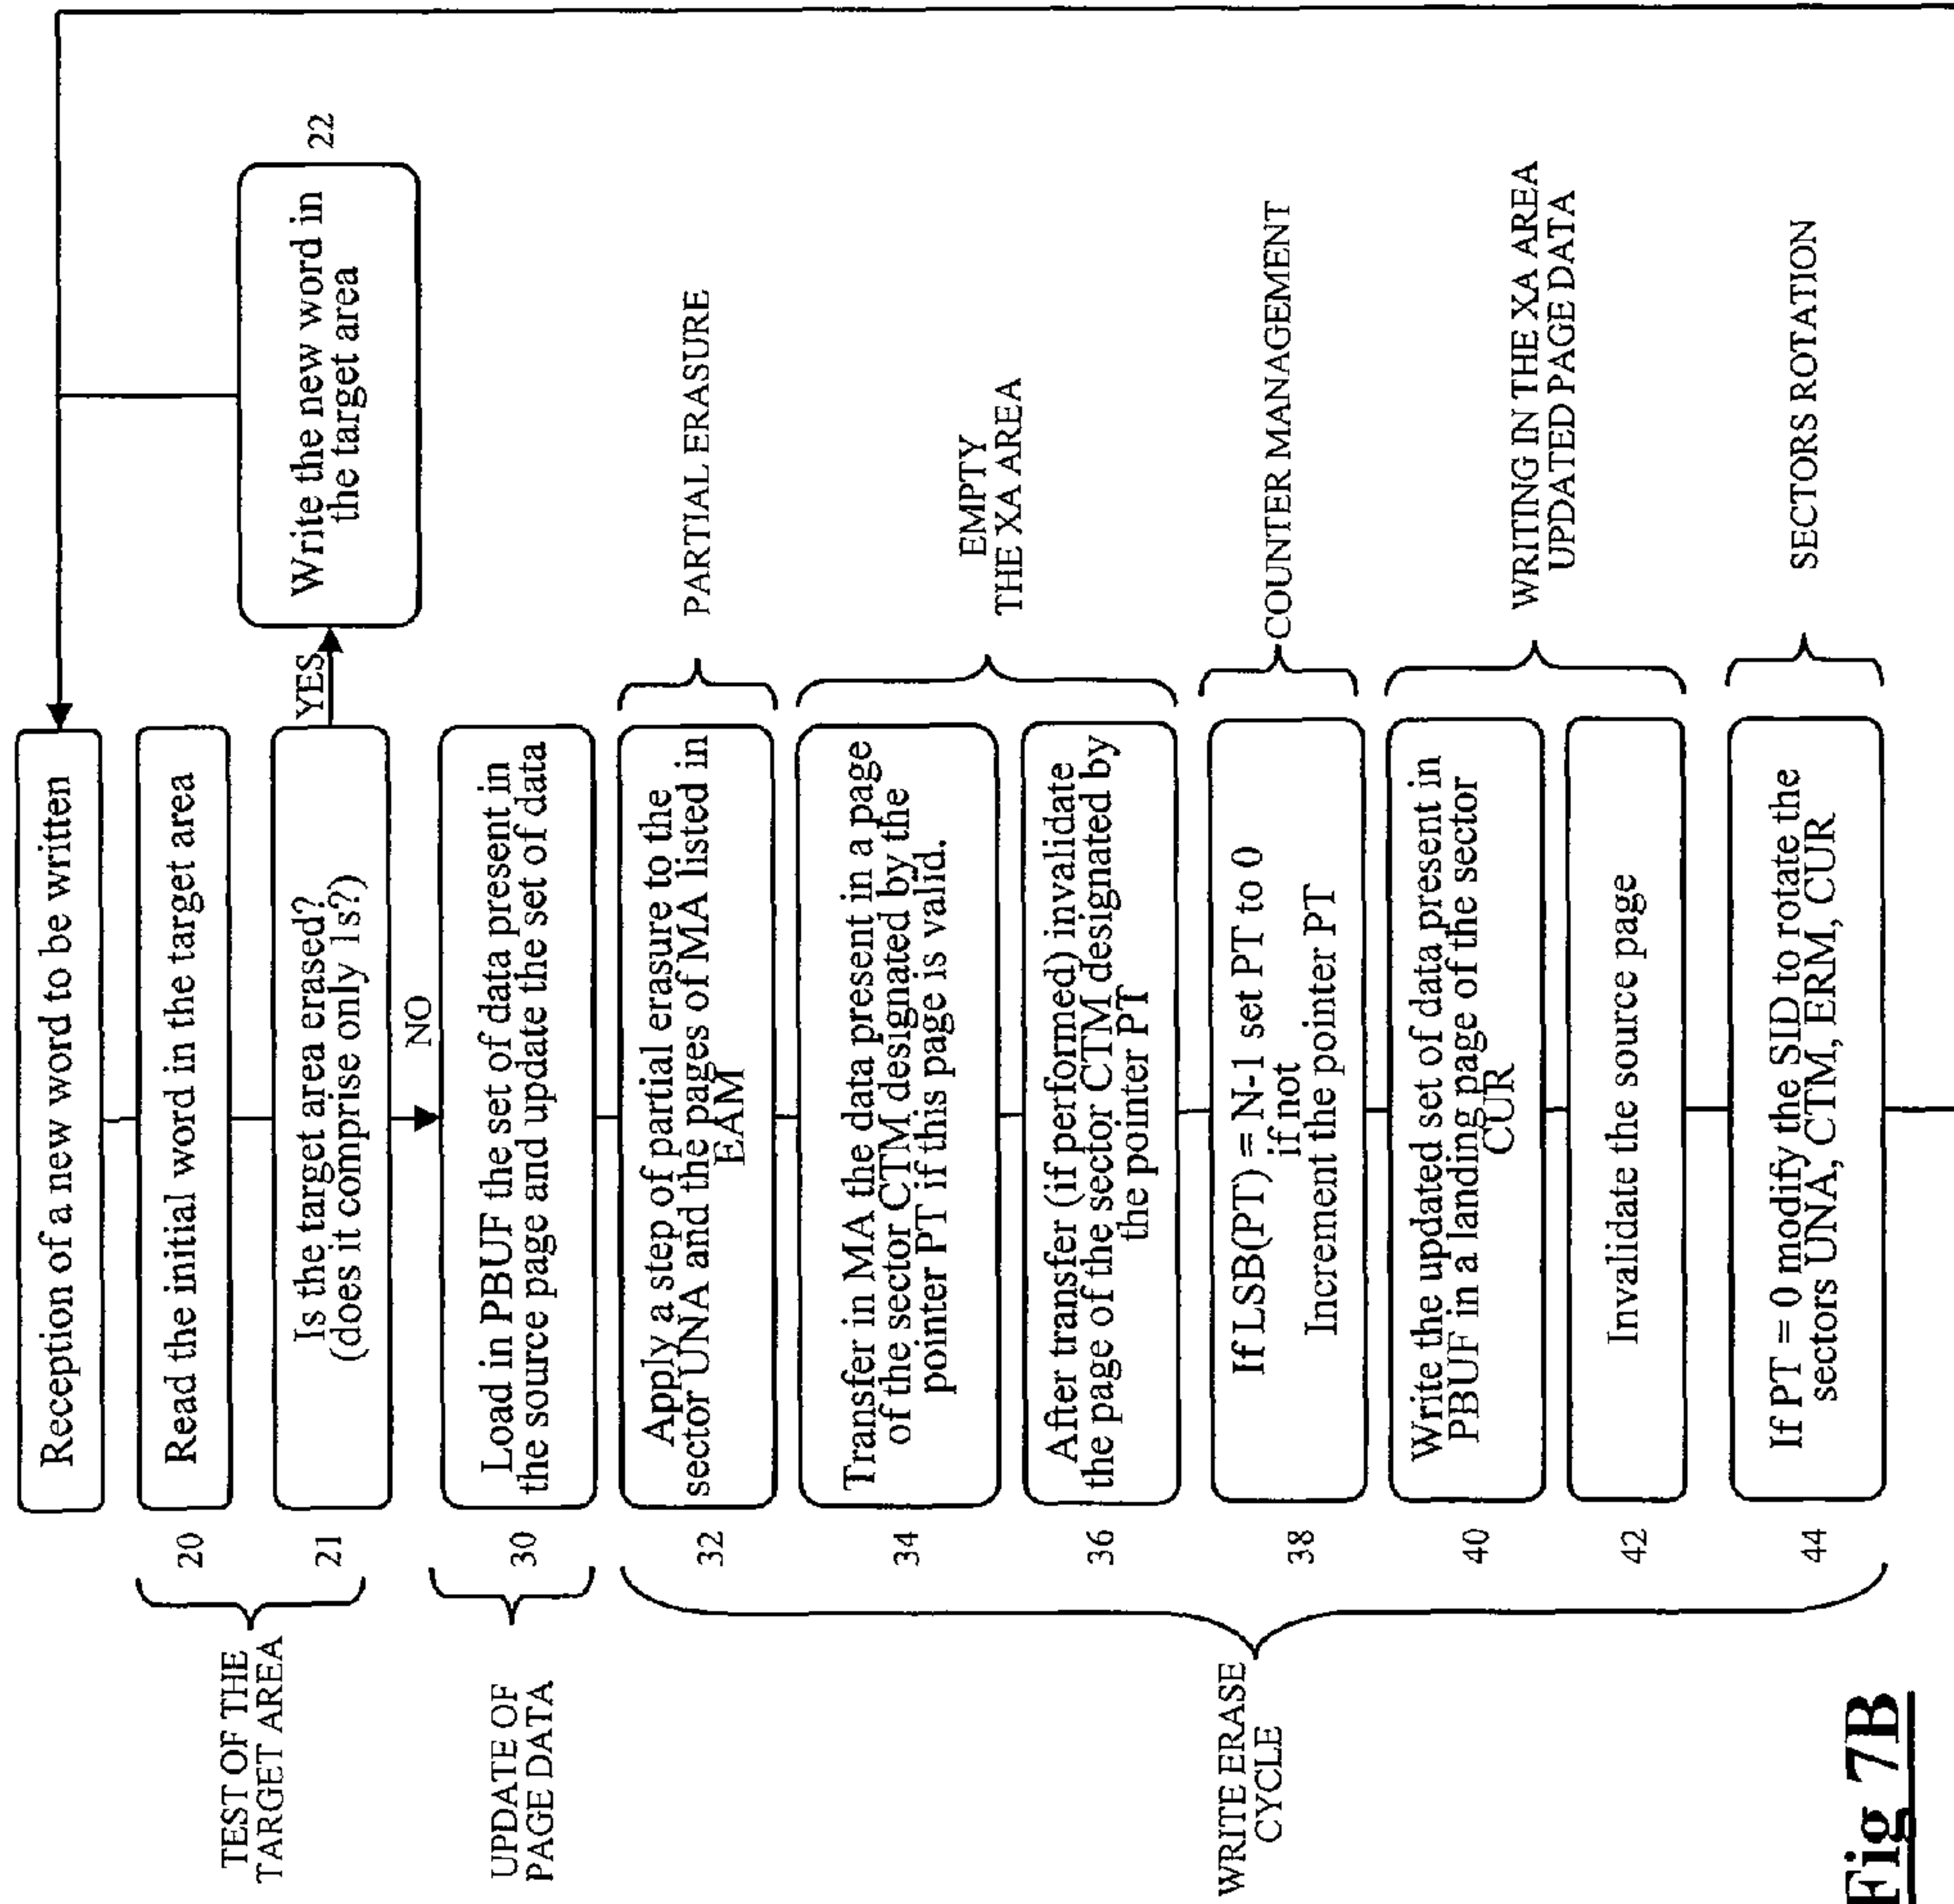 Reception of a new word to be written
TEST OF THE
TARGET AREA
20
Read the initial word in the target area
21
Is the target area erased?
(does it comprise only 1s?)
YES
Write the new word in
the target area
22
NO
UPDATE OF
PAGE DATA
30
Load in PBUF the set of data present in
the source page and update the set of data
WRITE ERASE
CYCLE
32
Apply a step of partial erasure to the
sector UNA and the pages of MA listed in
EAM
PARTIAL ERASURE
34
Transfer in MA the data present in a page
of the sector CTM designated by the
pointer PT if this page is valid.
EMPTY
THE XA AREA
36
After transfer (if performed) invalidate
the page of the sector CTM designated by
the pointer PT
38
If LSB(PT) = N-1 set PT to 0
if not
Increment the pointer PT
COUNTER MANAGEMENT
40
Write the updated set of data present in
PBUF in a landing page of the sector
CUR
WRITING IN THE XA AREA
UPDATED PAGE DATA
42
Invalidate the source page
44
If PT = 0 modify the SID to rotate the
sectors UNA, CTM, ERM, CUR
SECTORS ROTATION
Fig 7B